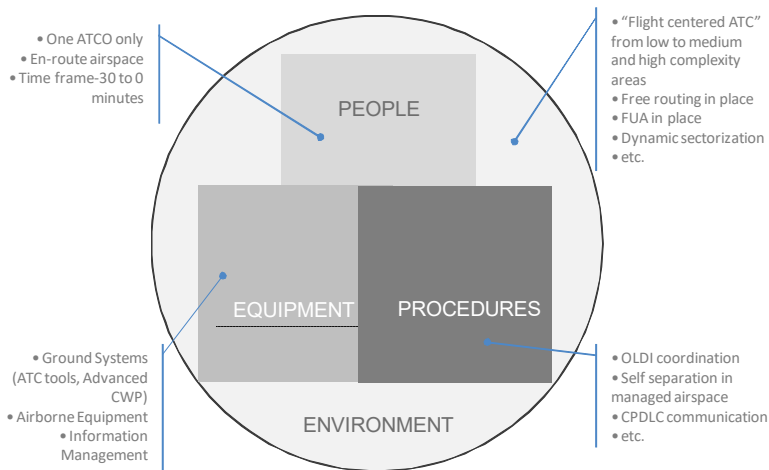 • One ATCO only
• En-route airspace
• Time frame-30 to 0
minutes
• “Flight centered ATC”
from low to medium
and high complexity
areas
• Free routing in place
• FUA in place
• Dynamic sectorization
• etc.
PEOPLE
EQUIPMENT
PROCEDURES
• Ground Systems
(ATC tools, Advanced
CWP)
• Airborne Equipment
• Information
Management
• OLDI coordination
• Self separation in
managed airspace
• CPDLC communication
• etc.
ENVIRONMENT